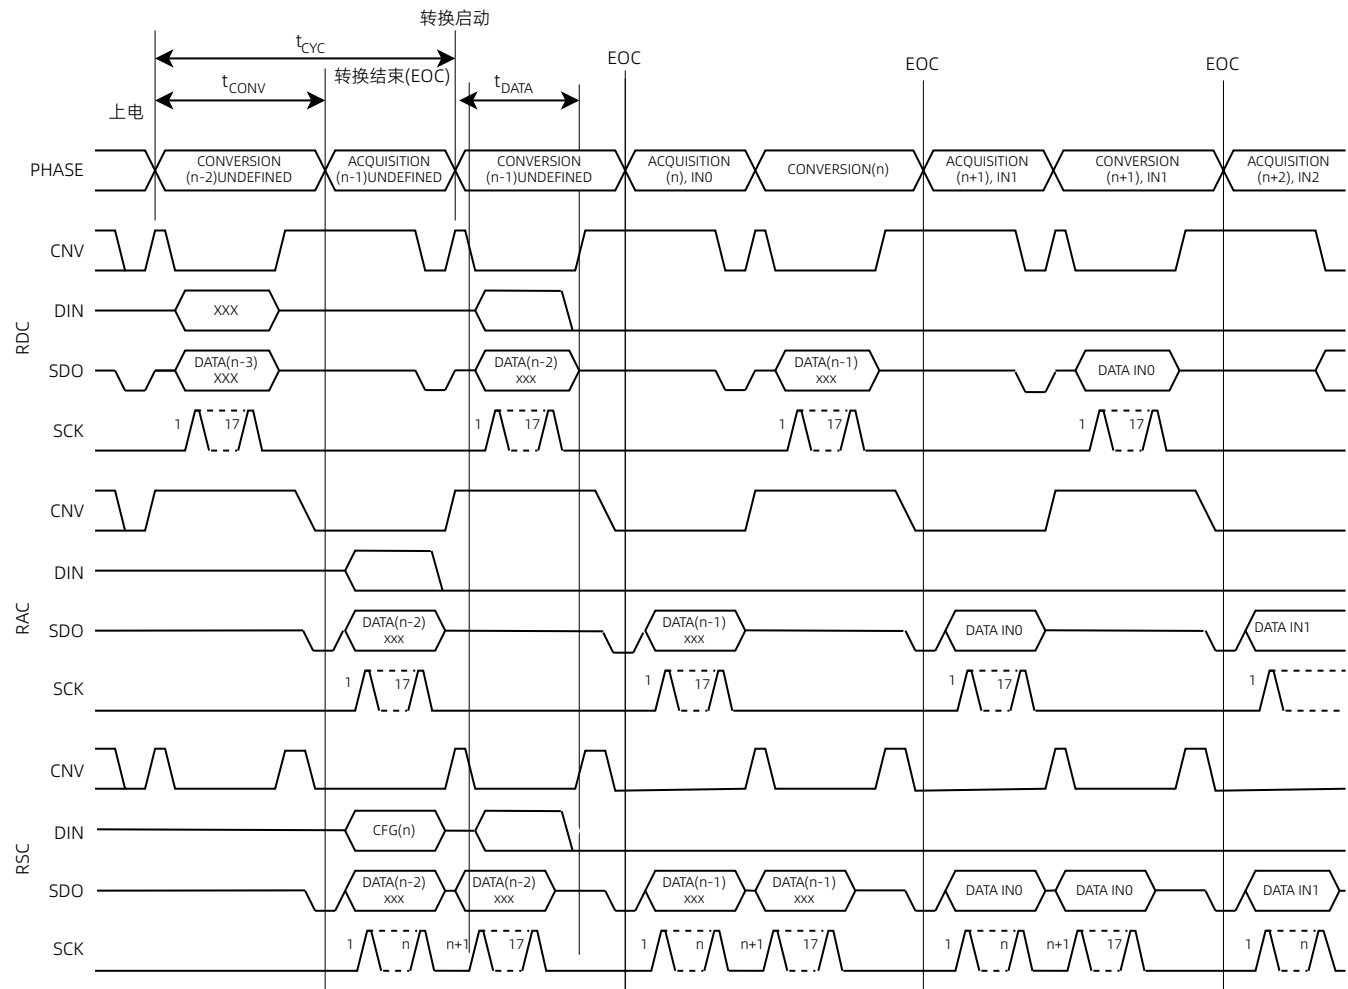 转换启动
tCYC
EOC
EOC
EOC
转换结束(EOC)
tCONV
tDATA
上电
PHASE
CONVERSION
(n-2)UNDEFINED
ACQUISITION
(n-1)UNDEFINED
CONVERSION
(n-1)UNDEFINED
ACQUISITION
(n), IN0
CONVERSION(n)
ACQUISITION
(n+1), IN1
CONVERSION
(n+1), IN1
ACQUISITION
(n+2), IN2
RDC
CNV
DIN
XXX
SDO
DATA(n-3)
XXX
DATA(n-2)
xxx
DATA(n-1)
xxx
DATA IN0
SCK
1 17
1 17
1 17
1 17
RAC
CNV
DIN
SDO
DATA(n-2)
xxx
DATA(n-1)
xxx
DATA IN0
DATA IN1
SCK
1 17
1 17
1 17
1
RSC
CNV
DIN
CFG(n)
SDO
DATA(n-2)
xxx
DATA(n-2)
xxx
DATA(n-1)
xxx
DATA(n-1)
xxx
DATA IN0
DATA IN0
DATA IN1
SCK
1 n n+1 17
1 n n+1 17
1 n n+1 17
1 n